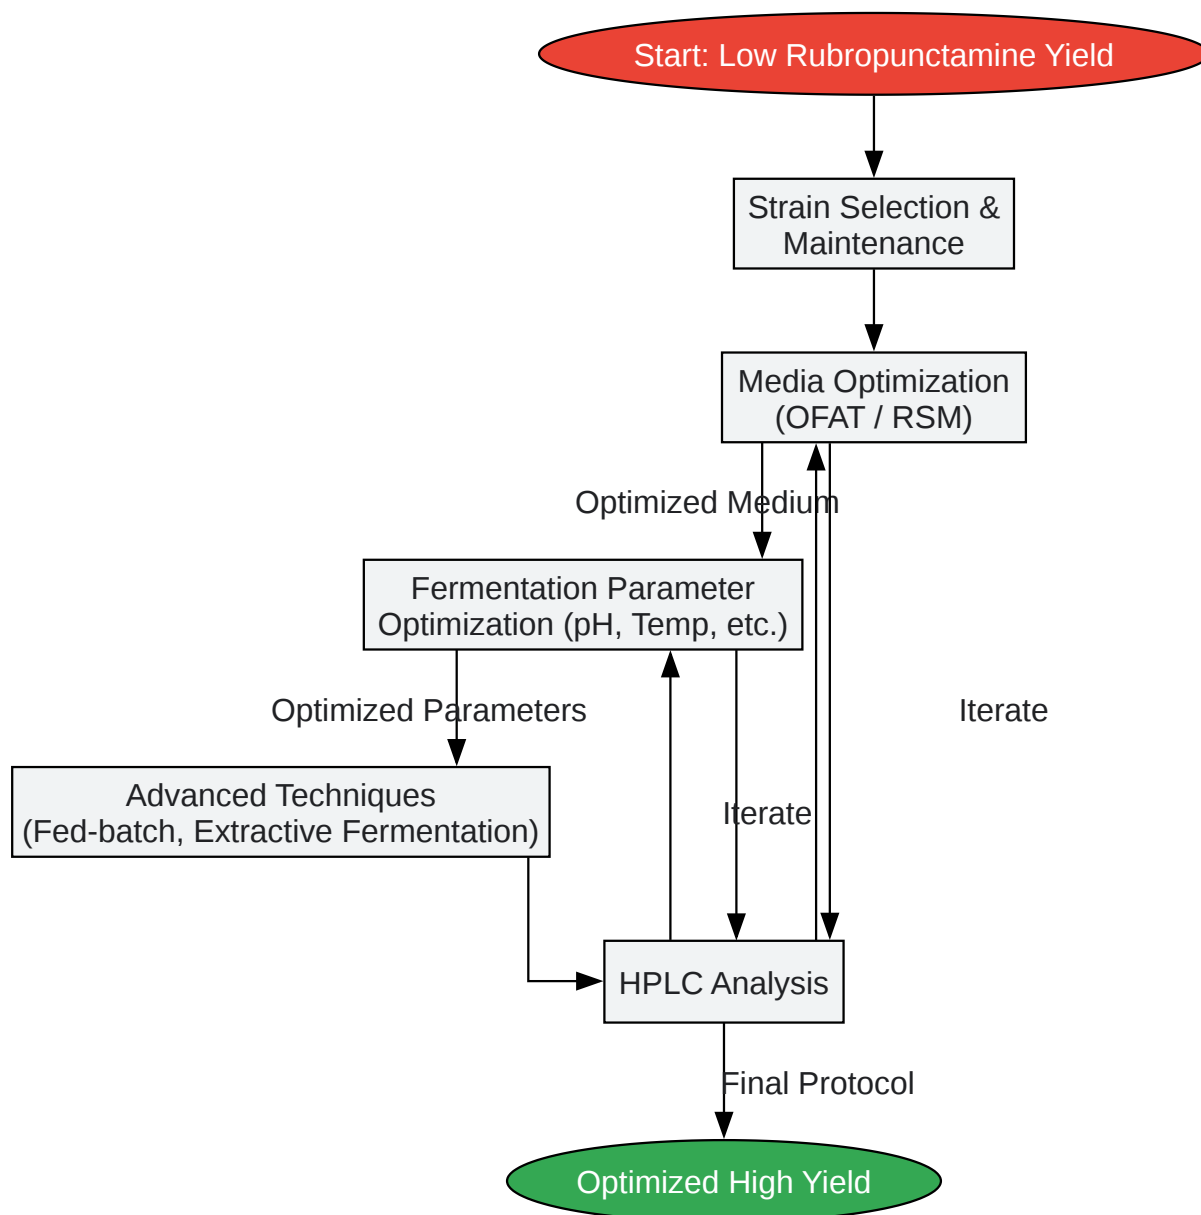 Start: Low Rubropunctamine Yield
Strain Selection &
Maintenance
Media Optimization
(OFAT / RSM)
Optimized Medium
Fermentation Parameter
Optimization (pH, Temp, etc.)
Optimized Parameters
Iterate
Advanced Techniques
(Fed-batch, Extractive Fermentation)
Iterate
HPLC Analysis
Final Protocol
Optimized High Yield